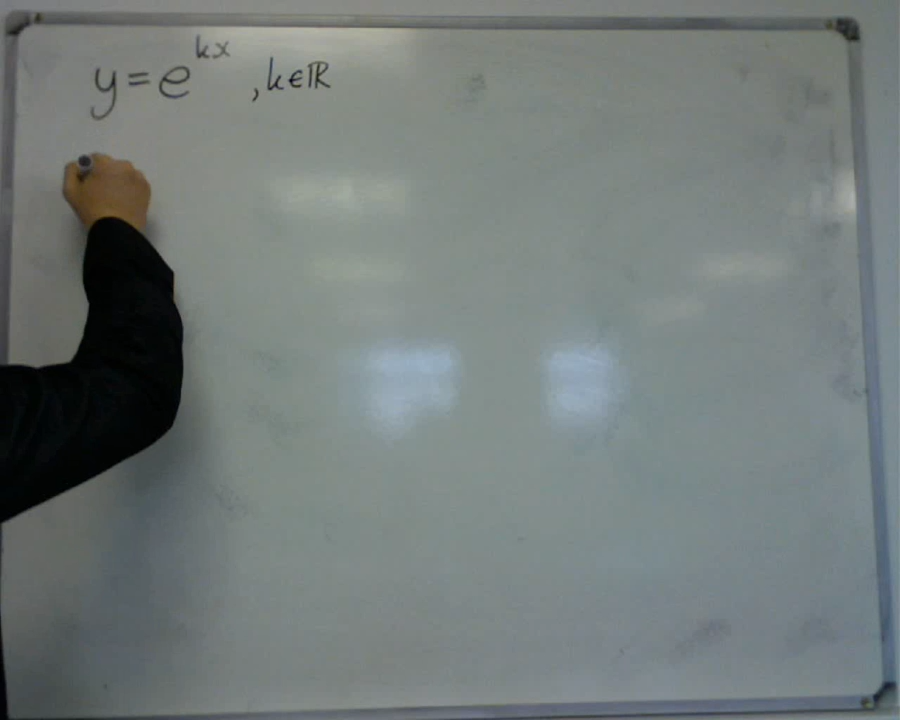 y = e^{kx} , k ∈ ℝ